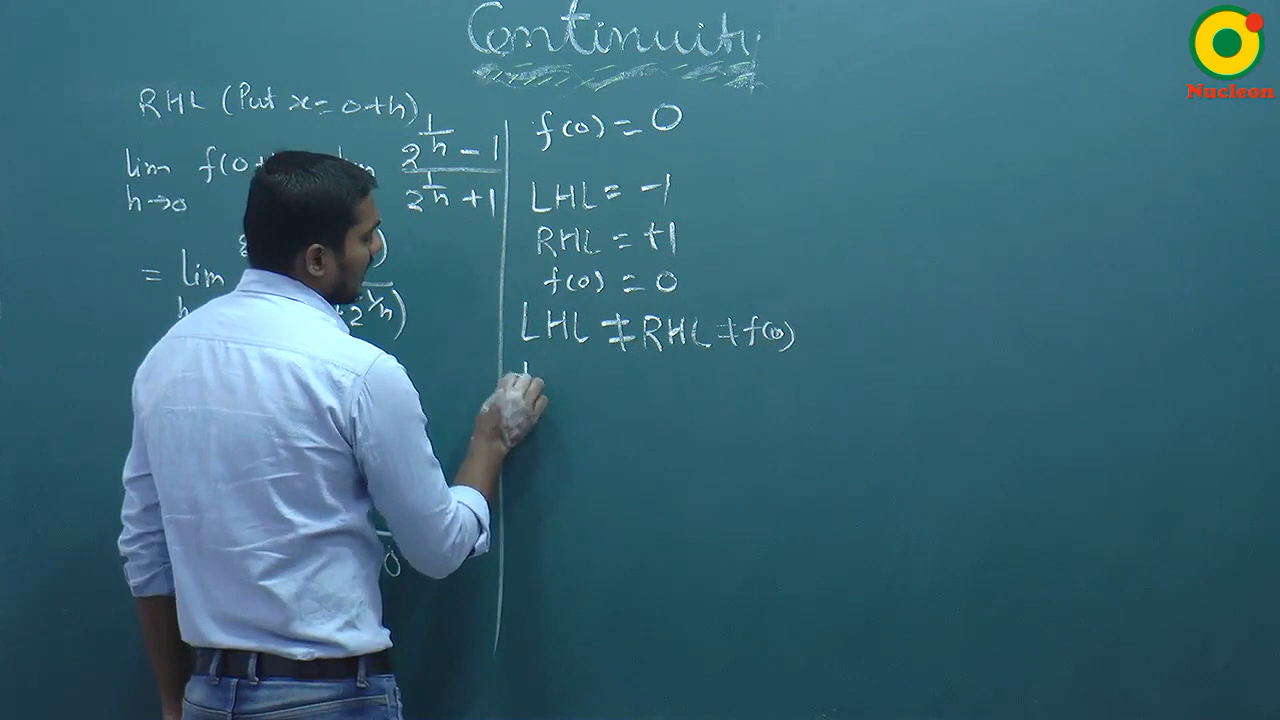 Continuity
Nucleon
RHL (Put x = 0+h)
lim f(0+ 2^{1/h} - 1 / 2^{1/h} + 1
h→0
= lim
+2^{1/h})
0
f(0) = 0
LHL = -1
RHL = +1
f(0) = 0
LHL ≠ RHL ≠ f(0)